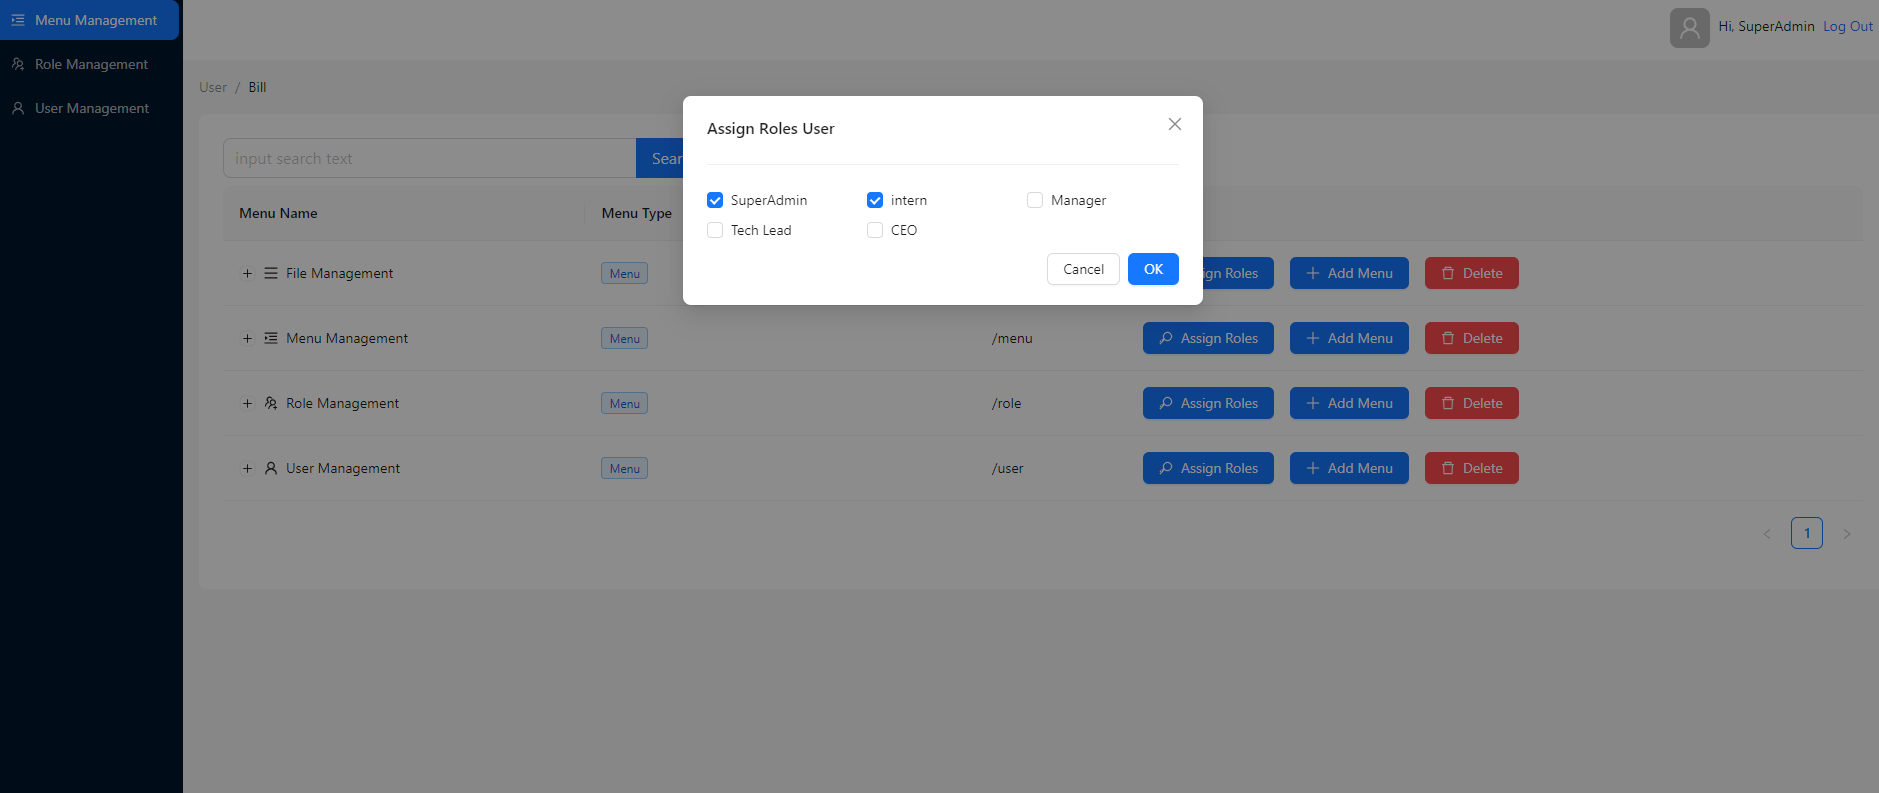 Menu Management
Role Management
User Management
Hi, SuperAdmin Log Out
User / Bill
Assign Roles User
SuperAdmin intern Manager
Tech Lead CEO
Cancel OK
input search text
Menu Name Menu Type
File Management Menu Add Menu Delete
Menu Management Menu /menu Assign Roles Add Menu Delete
Role Management Menu /role Assign Roles Add Menu Delete
User Management Menu /user Assign Roles Add Menu Delete
< 1 >